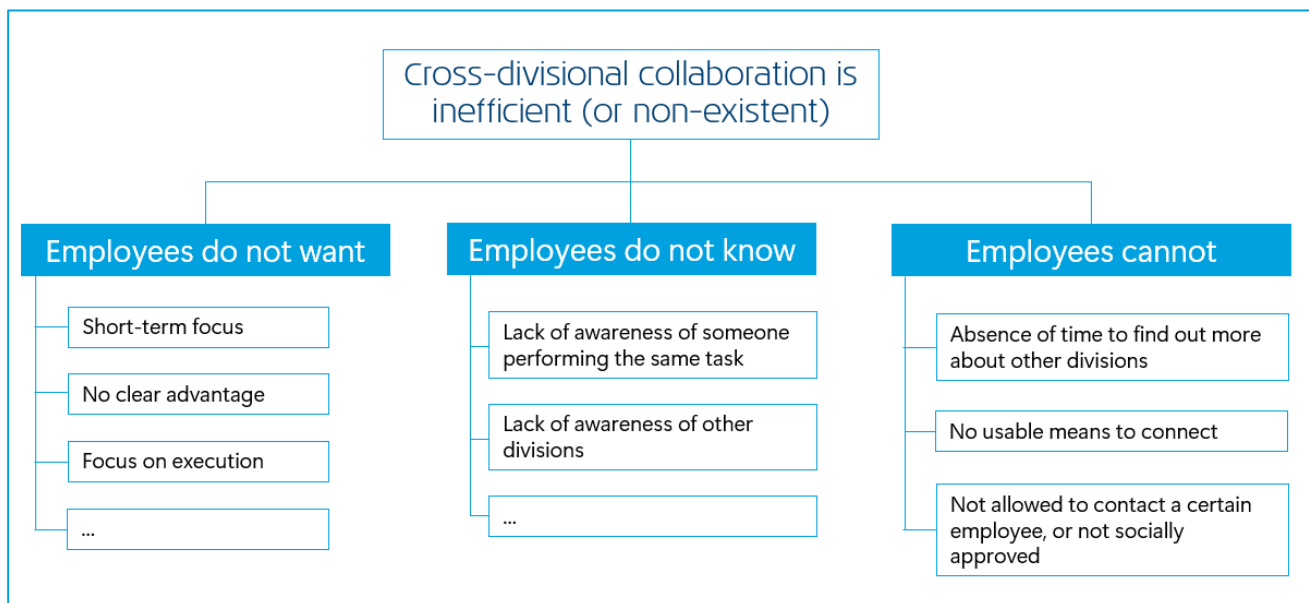 Cross-divisional collaboration is
inefficient (or non-existent)
Employees do not want
Short-term focus
No clear advantage
Focus on execution
...
Employees do not know
Lack of awareness of someone
performing the same task
Lack of awareness of other
divisions
...
Employees cannot
Absence of time to find out more
about other divisions
No usable means to connect
Not allowed to contact a certain
employee, or not socially
approved